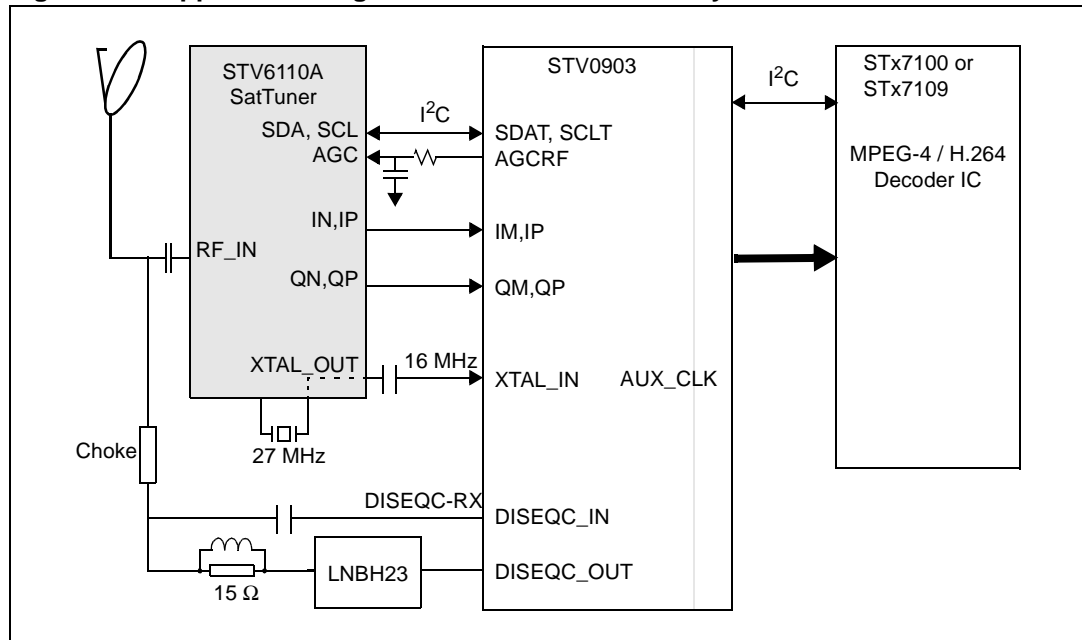 STV6110A
SatTuner
SDA, SCL
AGC
I²C
IN,IP
RF_IN
QN,QP
XTAL_OUT
16 MHz
27 MHz
Choke
DISEQC-RX
15 Ω
LNBH23
STV0903
SDAT, SCLT
AGCRF
IM,IP
QM,QP
XTAL_IN
AUX_CLK
DISEQC_IN
DISEQC_OUT
I²C
STx7100 or
STx7109
MPEG-4 / H.264
Decoder IC